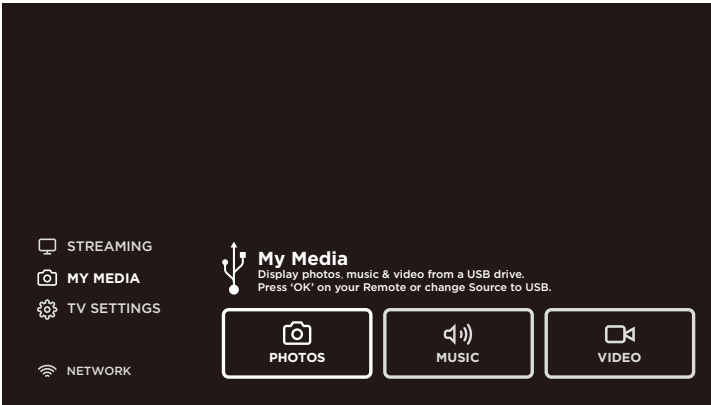 STREAMING
MY MEDIA
TV SETTINGS
NETWORK
My Media
Display photos, music & video from a USB drive.
Press ‘OK’ on your Remote or change Source to USB.
PHOTOS
MUSIC
VIDEO